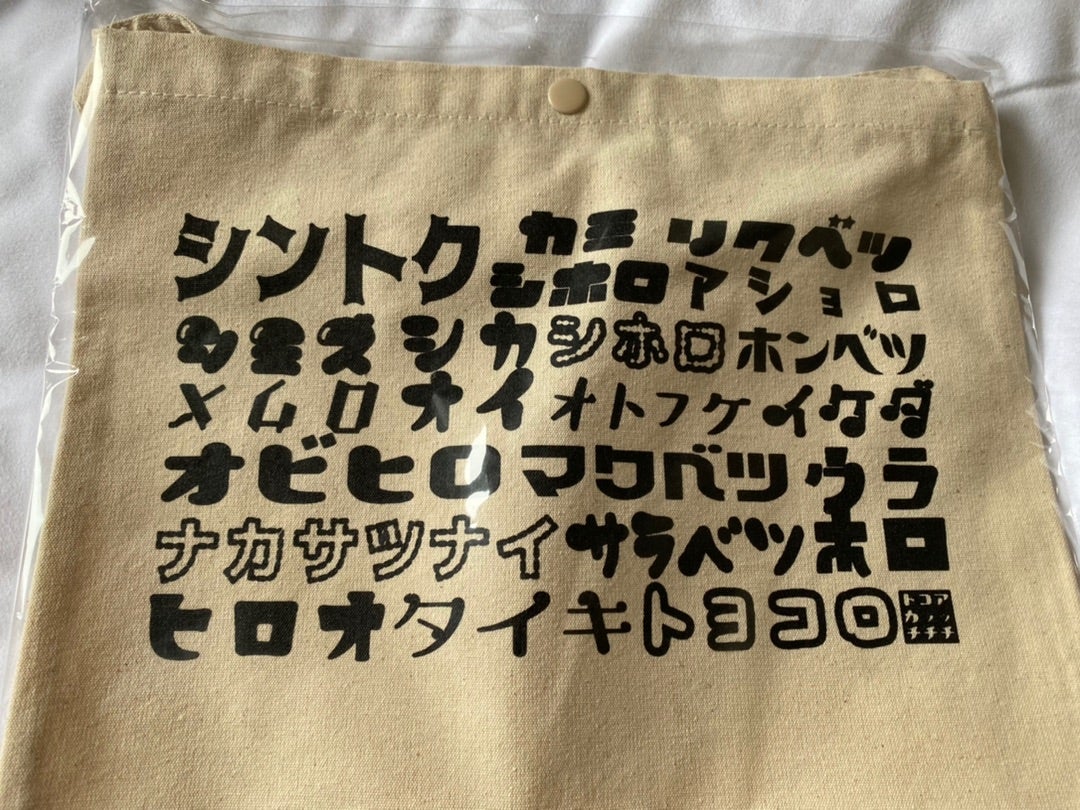 シントク カミ リクベツ
シホロ アショロ
シミズ シカ シホロ ホンベツ
メムロ オイ オトフケ イケダ
オビヒロ マクベツ ウラ
ナカサツナイ サラベツ ホロ
ヒロオ タイキ トヨコロ